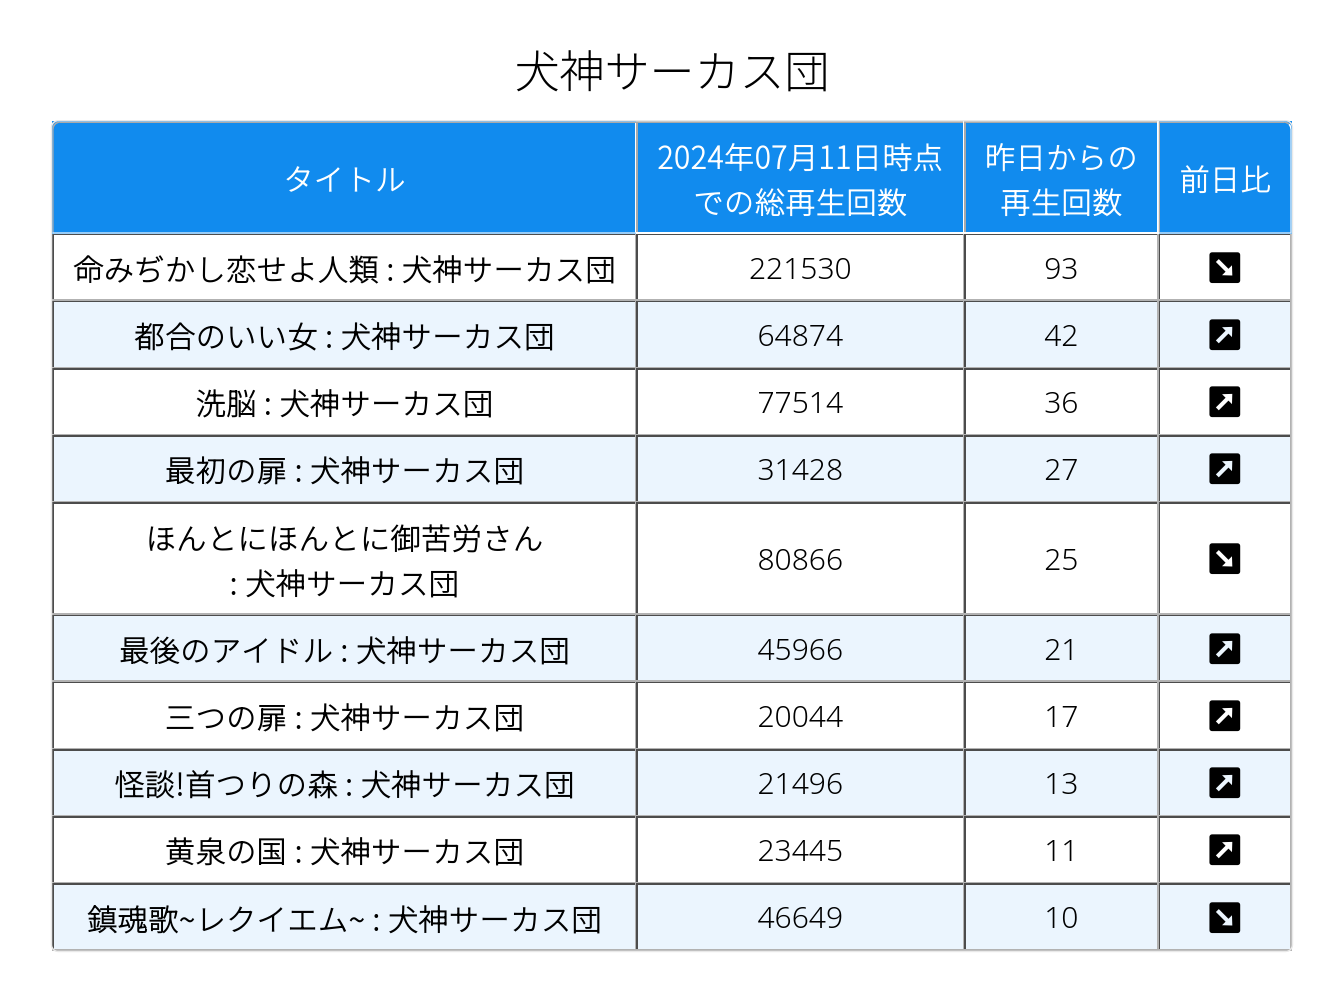 犬神サーカス団
タイトル
2024年07月11日時点
での総再生回数
昨日からの
再生回数
前日比
命みぢかし恋せよ人類 : 犬神サーカス団 221530 93
都合のいい女 : 犬神サーカス団 64874 42
洗脳 : 犬神サーカス団 77514 36
最初の扉 : 犬神サーカス団 31428 27
ほんとにほんとに御苦労さん
: 犬神サーカス団 80866 25
最後のアイドル : 犬神サーカス団 45966 21
三つの扉 : 犬神サーカス団 20044 17
怪談!首つりの森 : 犬神サーカス団 21496 13
黄泉の国 : 犬神サーカス団 23445 11
鎮魂歌~レクイエム~ : 犬神サーカス団 46649 10